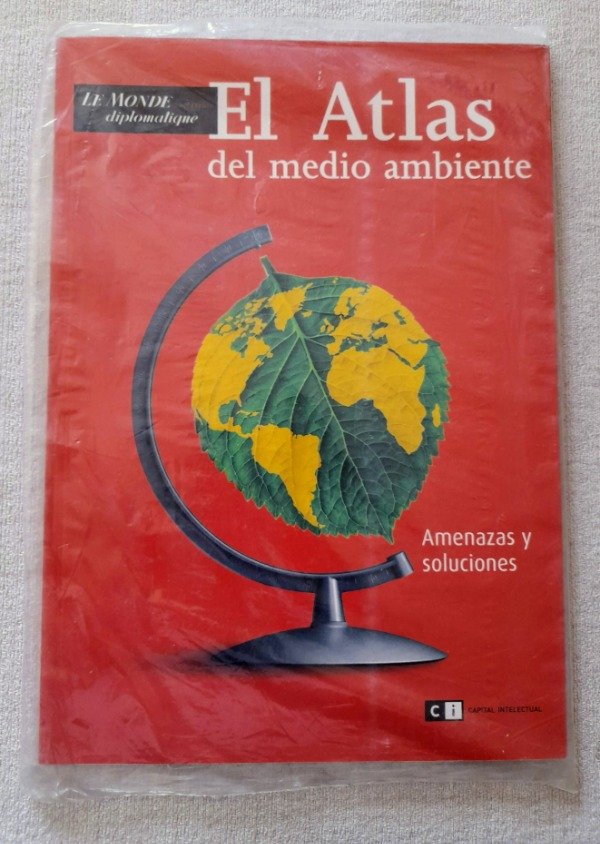 LE MONDE
diplomatique
El Atlas
del medio ambiente
Amenazas y
soluciones
ci CAPITAL INTELECTUAL